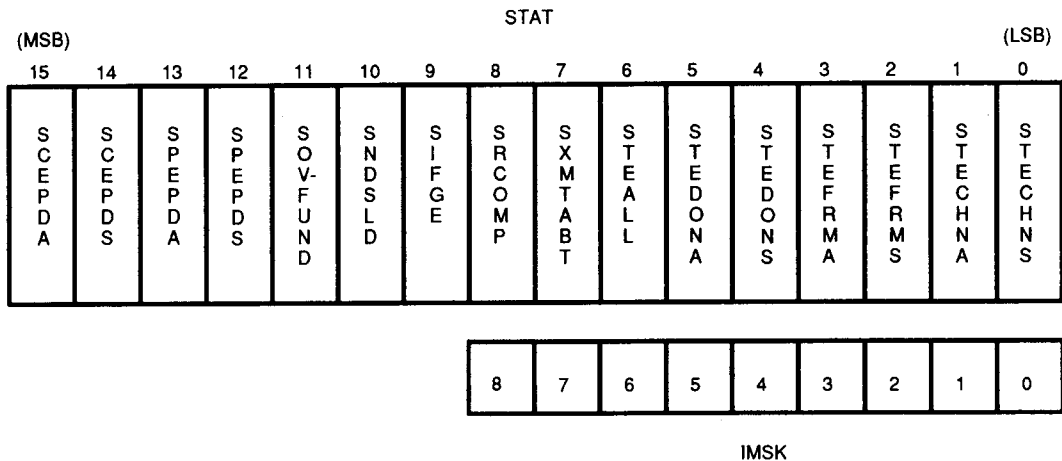 STAT
(MSB) (LSB)
15 14 13 12 11 10 9 8 7 6 5 4 3 2 1 0
SCEPDA SCEPDS SPEPDA SPEPDS SOV-FUND SNDSLD SIFGE SRCOMP SXMTABT STEALL STEDONA STEDONS STEFRMA STEFRMS STECHNA STECHNS
8 7 6 5 4 3 2 1 0
IMSK